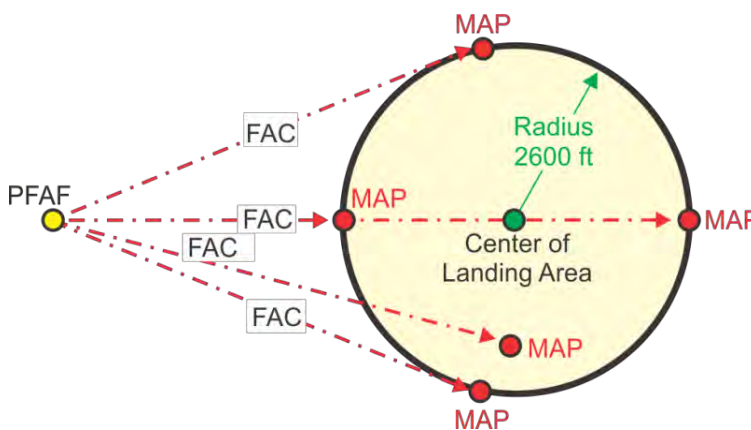 MAP
FAC
Radius
2600 ft
PFAF
MAP
FAC
MAP
FAC
Center of
Landing Area
FAC
MAP
MAP